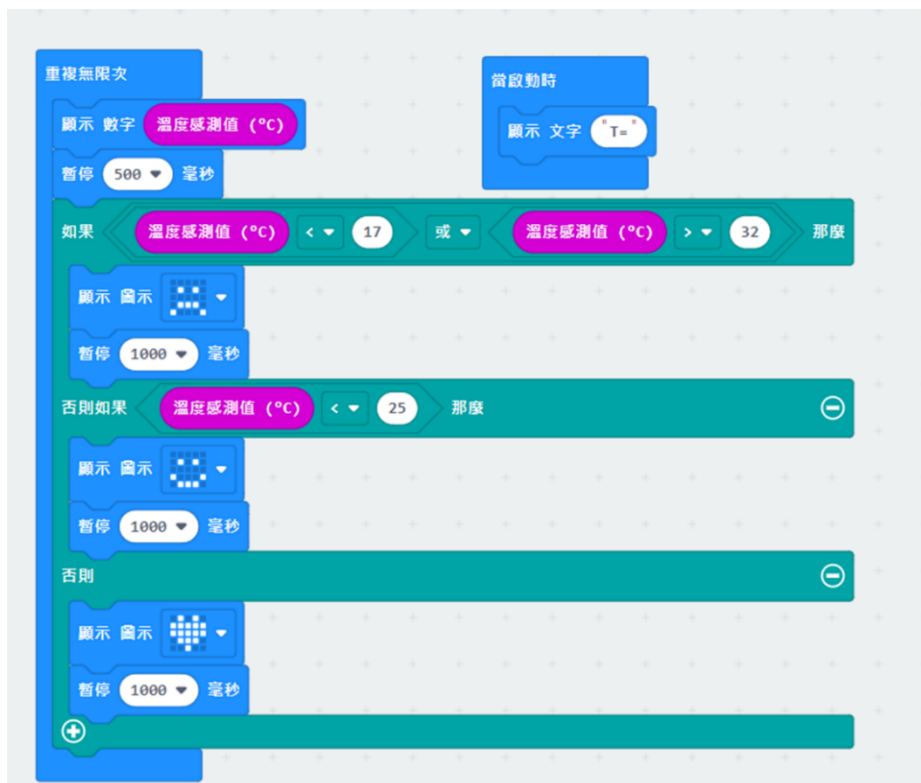 重複無限次
顯示 數字 溫度感測值 (°C)
暫停 500 毫秒
如果 溫度感測值 (°C) < 17 或 溫度感測值 (°C) > 32 那麼
顯示 圖示
暫停 1000 毫秒
否則如果 溫度感測值 (°C) < 25 那麼
顯示 圖示
暫停 1000 毫秒
否則
顯示 圖示
暫停 1000 毫秒
當啟動時
顯示 文字 "T="